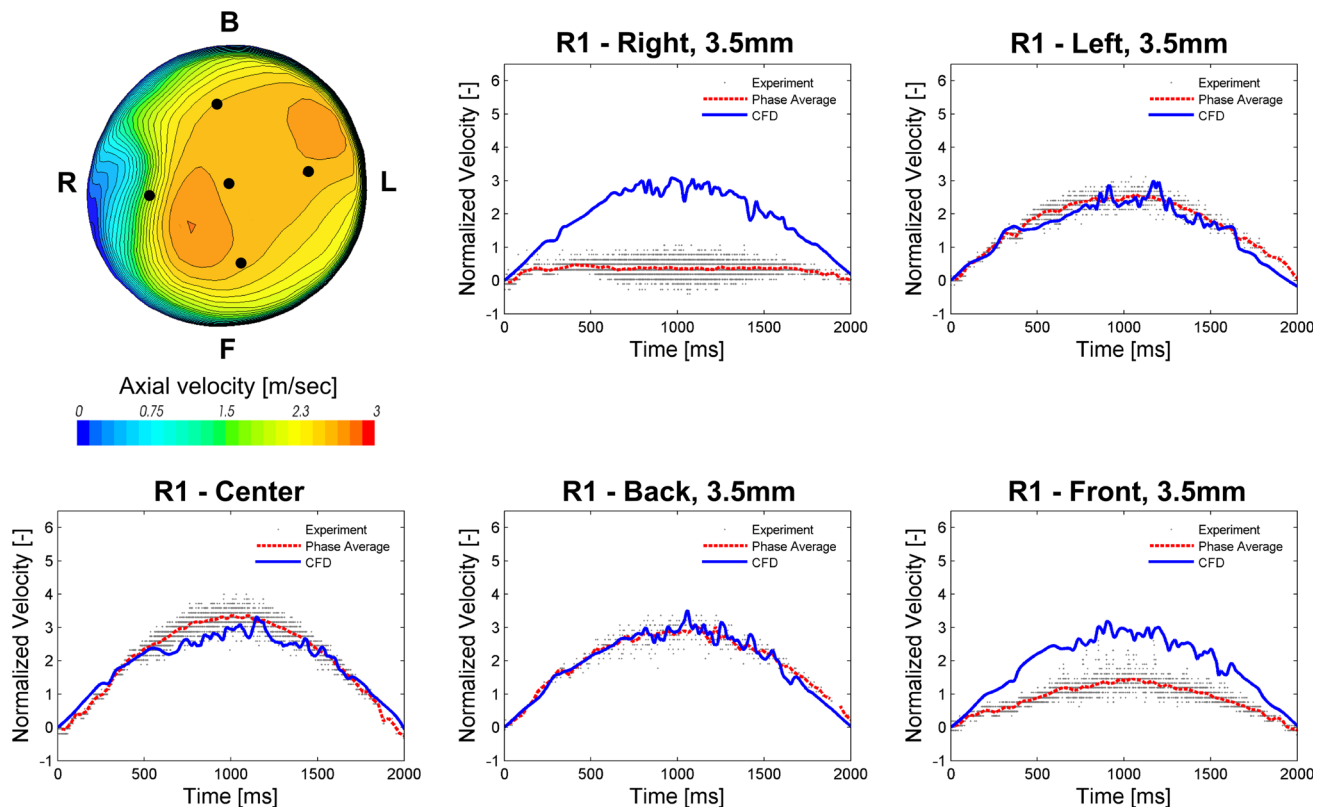 B
R
L
F
Axial velocity [m/sec]
0 0.75 1.5 2.3 3
R1 - Right, 3.5mm
Normalized Velocity [-]
6
5
4
3
2
1
0
-1
Experiment
Phase Average
CFD
0 500 1000 1500 2000
Time [ms]
R1 - Left, 3.5mm
Normalized Velocity [-]
6
5
4
3
2
1
0
-1
Experiment
Phase Average
CFD
0 500 1000 1500 2000
Time [ms]
R1 - Center
Normalized Velocity [-]
6
5
4
3
2
1
0
-1
Experiment
Phase Average
CFD
0 500 1000 1500 2000
Time [ms]
R1 - Back, 3.5mm
Normalized Velocity [-]
6
5
4
3
2
1
0
-1
Experiment
Phase Average
CFD
0 500 1000 1500 2000
Time [ms]
R1 - Front, 3.5mm
Normalized Velocity [-]
6
5
4
3
2
1
0
-1
Experiment
Phase Average
CFD
0 500 1000 1500 2000
Time [ms]